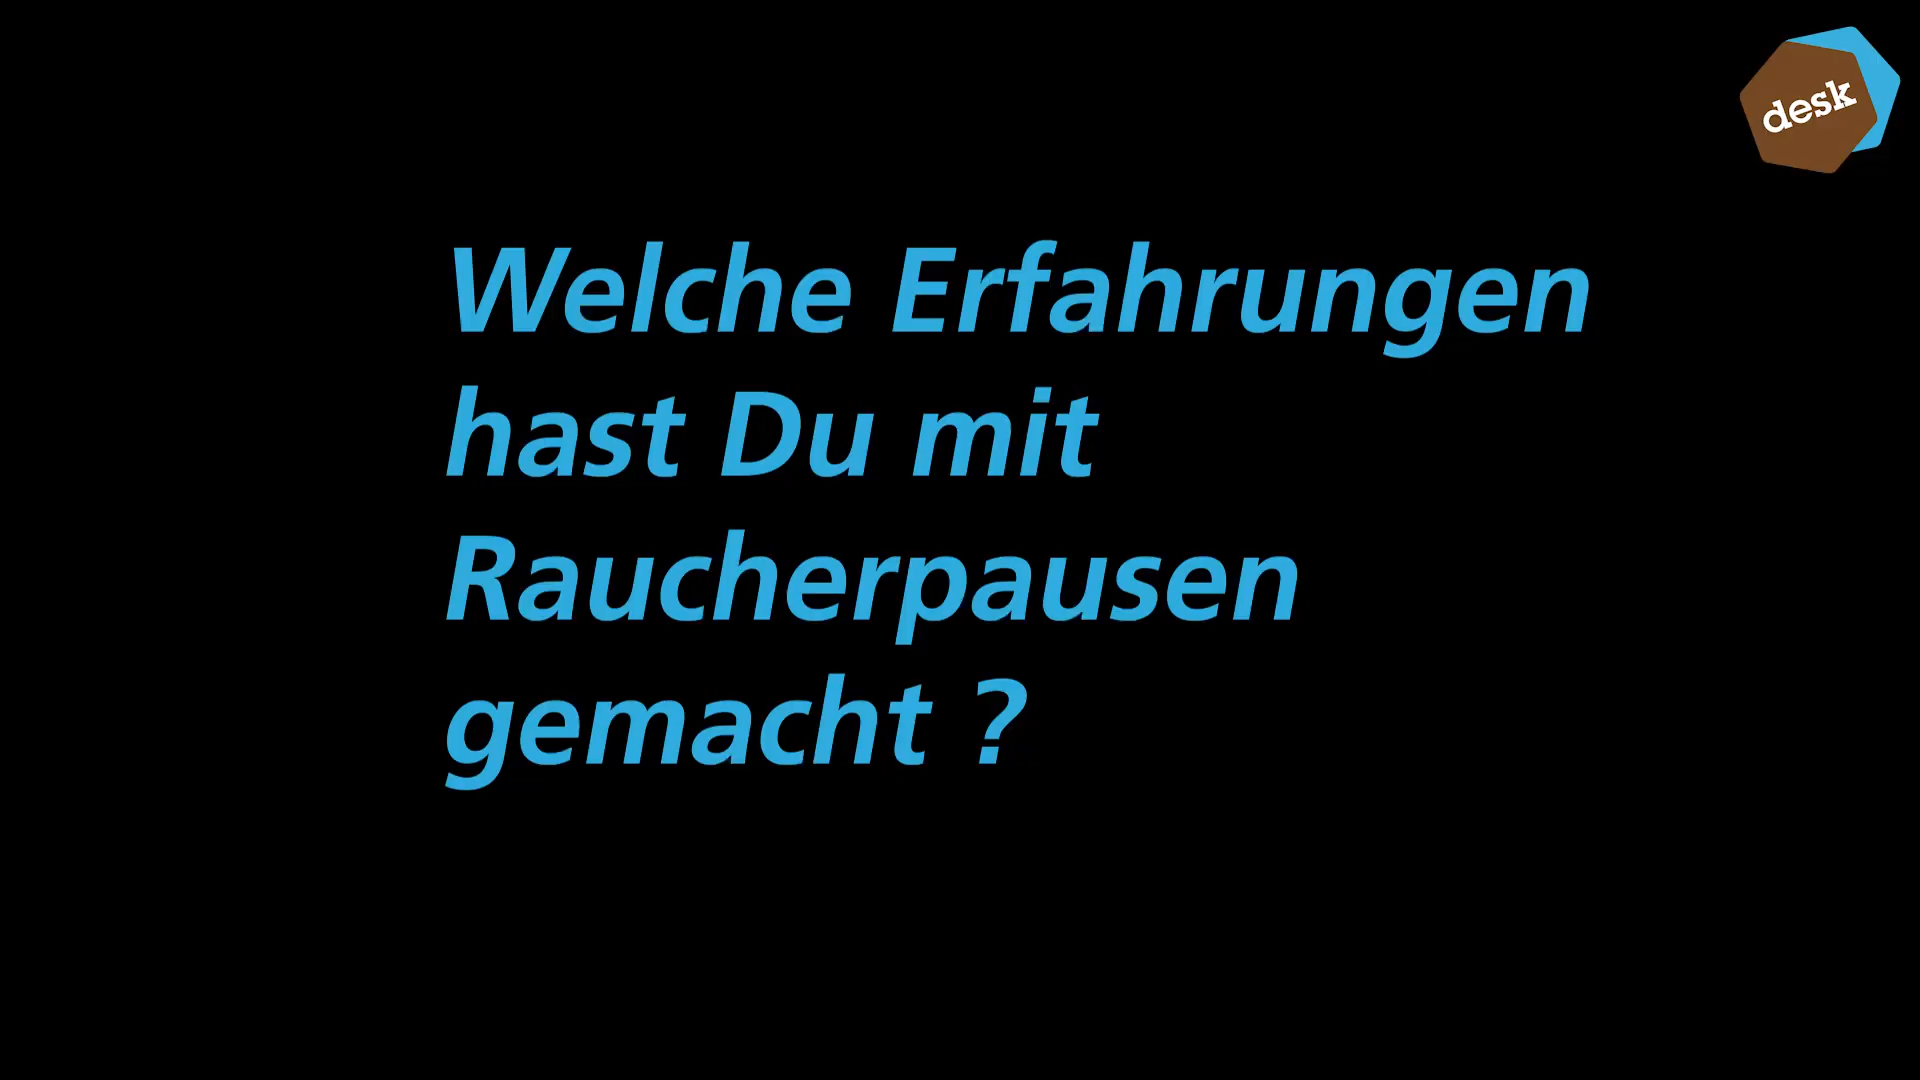 desk
Welche Erfahrungen
hast Du mit
Raucherpausen
gemacht ?